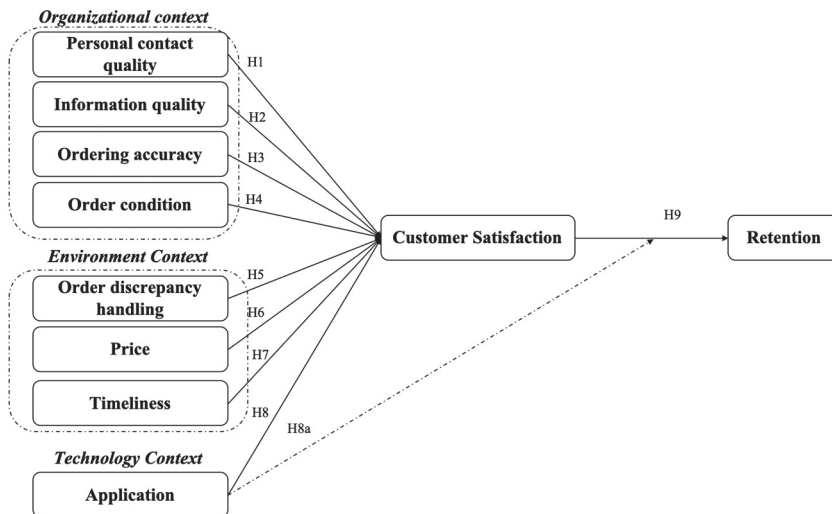 Organizational context
Personal contact
quality
H1
Information quality
H2
Ordering accuracy
H3
Order condition
H4
Customer Satisfaction
H9
Retention
Environment Context
Order discrepancy
handling
H5
H6
Price
H7
Timeliness
H8
H8a
Technology Context
Application